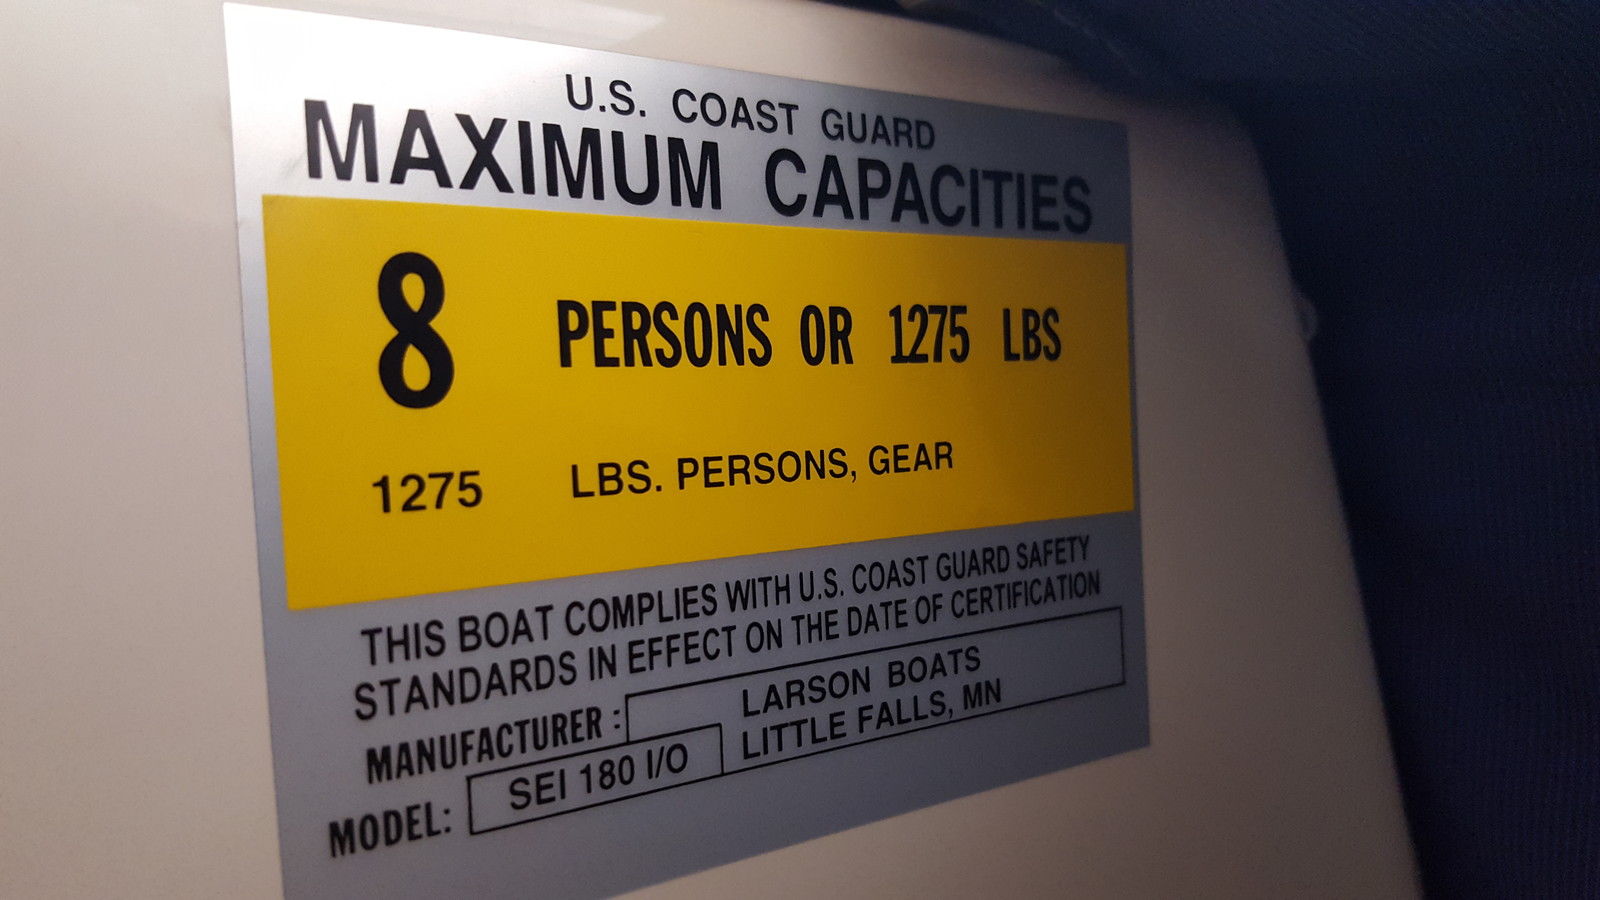 U.S. COAST GUARD
MAXIMUM CAPACITIES
8 PERSONS OR 1275 LBS
1275 LBS. PERSONS, GEAR
THIS BOAT COMPLIES WITH U.S. COAST GUARD SAFETY
STANDARDS IN EFFECT ON THE DATE OF CERTIFICATION
MANUFACTURER : LARSON BOATS
LITTLE FALLS, MN
MODEL: SEI 180 I/O